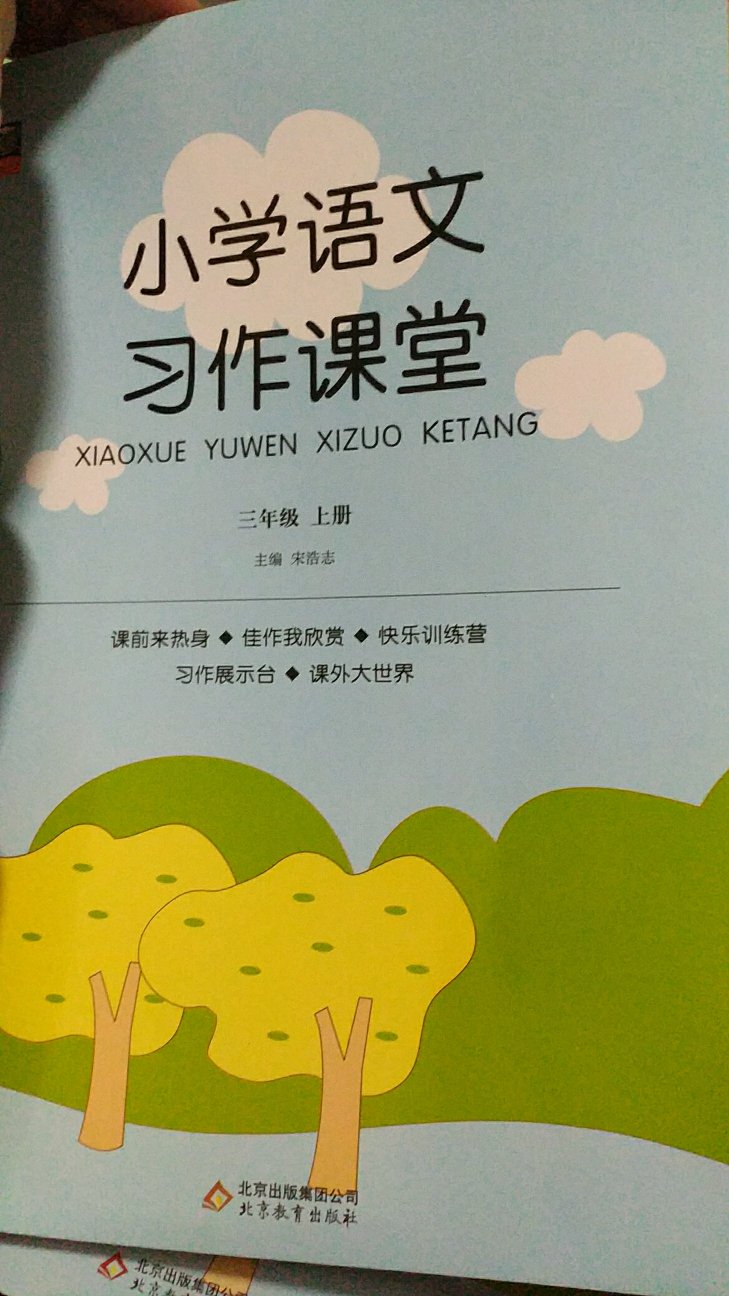 小学语文
习作课堂
XIAOXUE YUWEN XIZUO KETANG
三年级 上册
主编 宋浩志
课前来热身 ◆ 佳作我欣赏 ◆ 快乐训练营
习作展示台 ◆ 课外大世界
北京出版集团公司
北京教育出版社
北京出版集团公
北京教